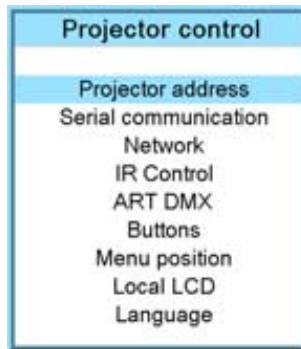 Projector control
Projector address
Serial communication
Network
IR Control
ART DMX
Buttons
Menu position
Local LCD
Language